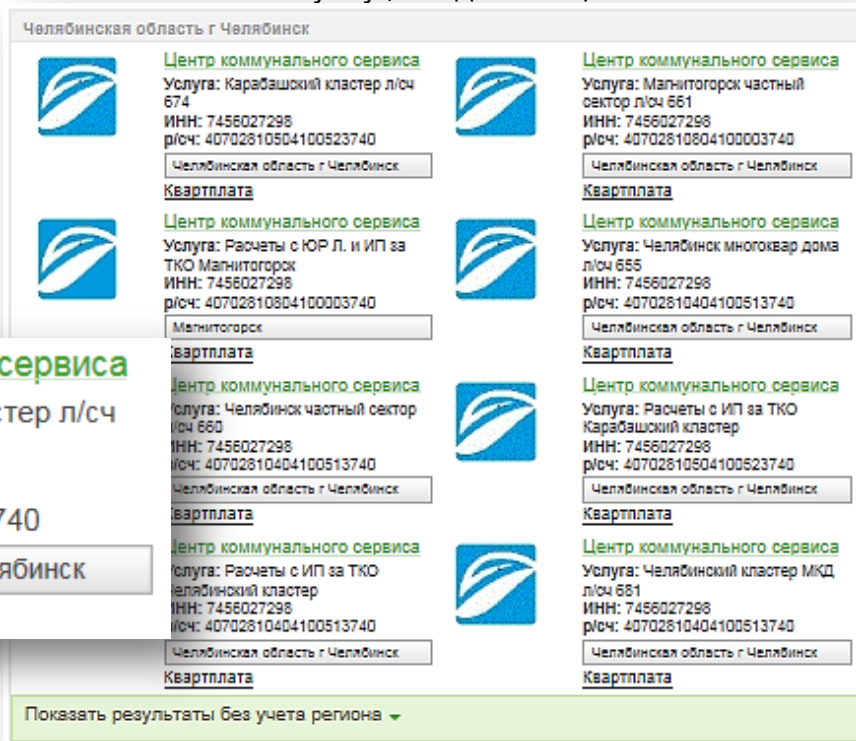 Челябинская область г Челябинск
Центр коммунального сервиса
Услуга: Карабашский кластер л/сч
674
ИНН: 7456027298
р/сч: 40702810504100523740
Челябинская область г Челябинск
Квартплата
Центр коммунального сервиса
Услуга: Магнитогорск частный
сектор л/сч 661
ИНН: 7456027298
р/сч: 40702810804100003740
Челябинская область г Челябинск
Квартплата
Центр коммунального сервиса
Услуга: Расчеты с ЮР Л. и ИП за
ТКО Магнитогорск
ИНН: 7456027298
р/сч: 40702810804100003740
Магнитогорск
Квартплата
Центр коммунального сервиса
Услуга: Челябинск многоквар дома
л/сч 655
ИНН: 7456027298
р/сч: 40702810404100513740
Челябинская область г Челябинск
Квартплата
сервиса
стер л/сч
740
ябинск
Центр коммунального сервиса
Услуга: Челябинск частный сектор
л/сч 660
ИНН: 7456027298
р/сч: 40702810404100513740
Челябинская область г Челябинск
Квартплата
Центр коммунального сервиса
Услуга: Расчеты с ИП за ТКО
Карабашский кластер
ИНН: 7456027298
р/сч: 40702810504100523740
Челябинская область г Челябинск
Квартплата
Центр коммунального сервиса
Услуга: Расчеты с ИП за ТКО
Челябинский кластер
ИНН: 7456027298
р/сч: 40702810404100513740
Челябинская область г Челябинск
Квартплата
Центр коммунального сервиса
Услуга: Челябинский кластер МКД
л/сч 681
ИНН: 7456027298
р/сч: 40702810404100513740
Челябинская область г Челябинск
Квартплата
Показать результаты без учета региона